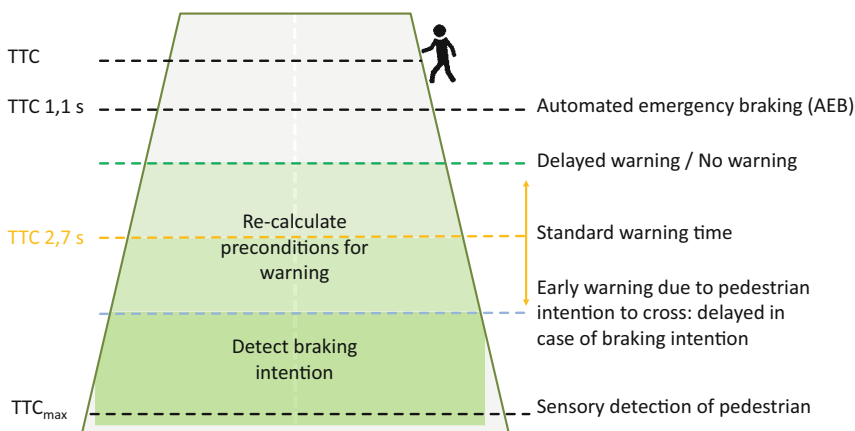 TTC
TTC 1,1 s
Automated emergency braking (AEB)
Delayed warning / No warning
TTC 2,7 s
Re-calculate
preconditions for
warning
Standard warning time
Early warning due to pedestrian
intention to cross: delayed in
case of braking intention
Detect braking
intention
TTCmax
Sensory detection of pedestrian